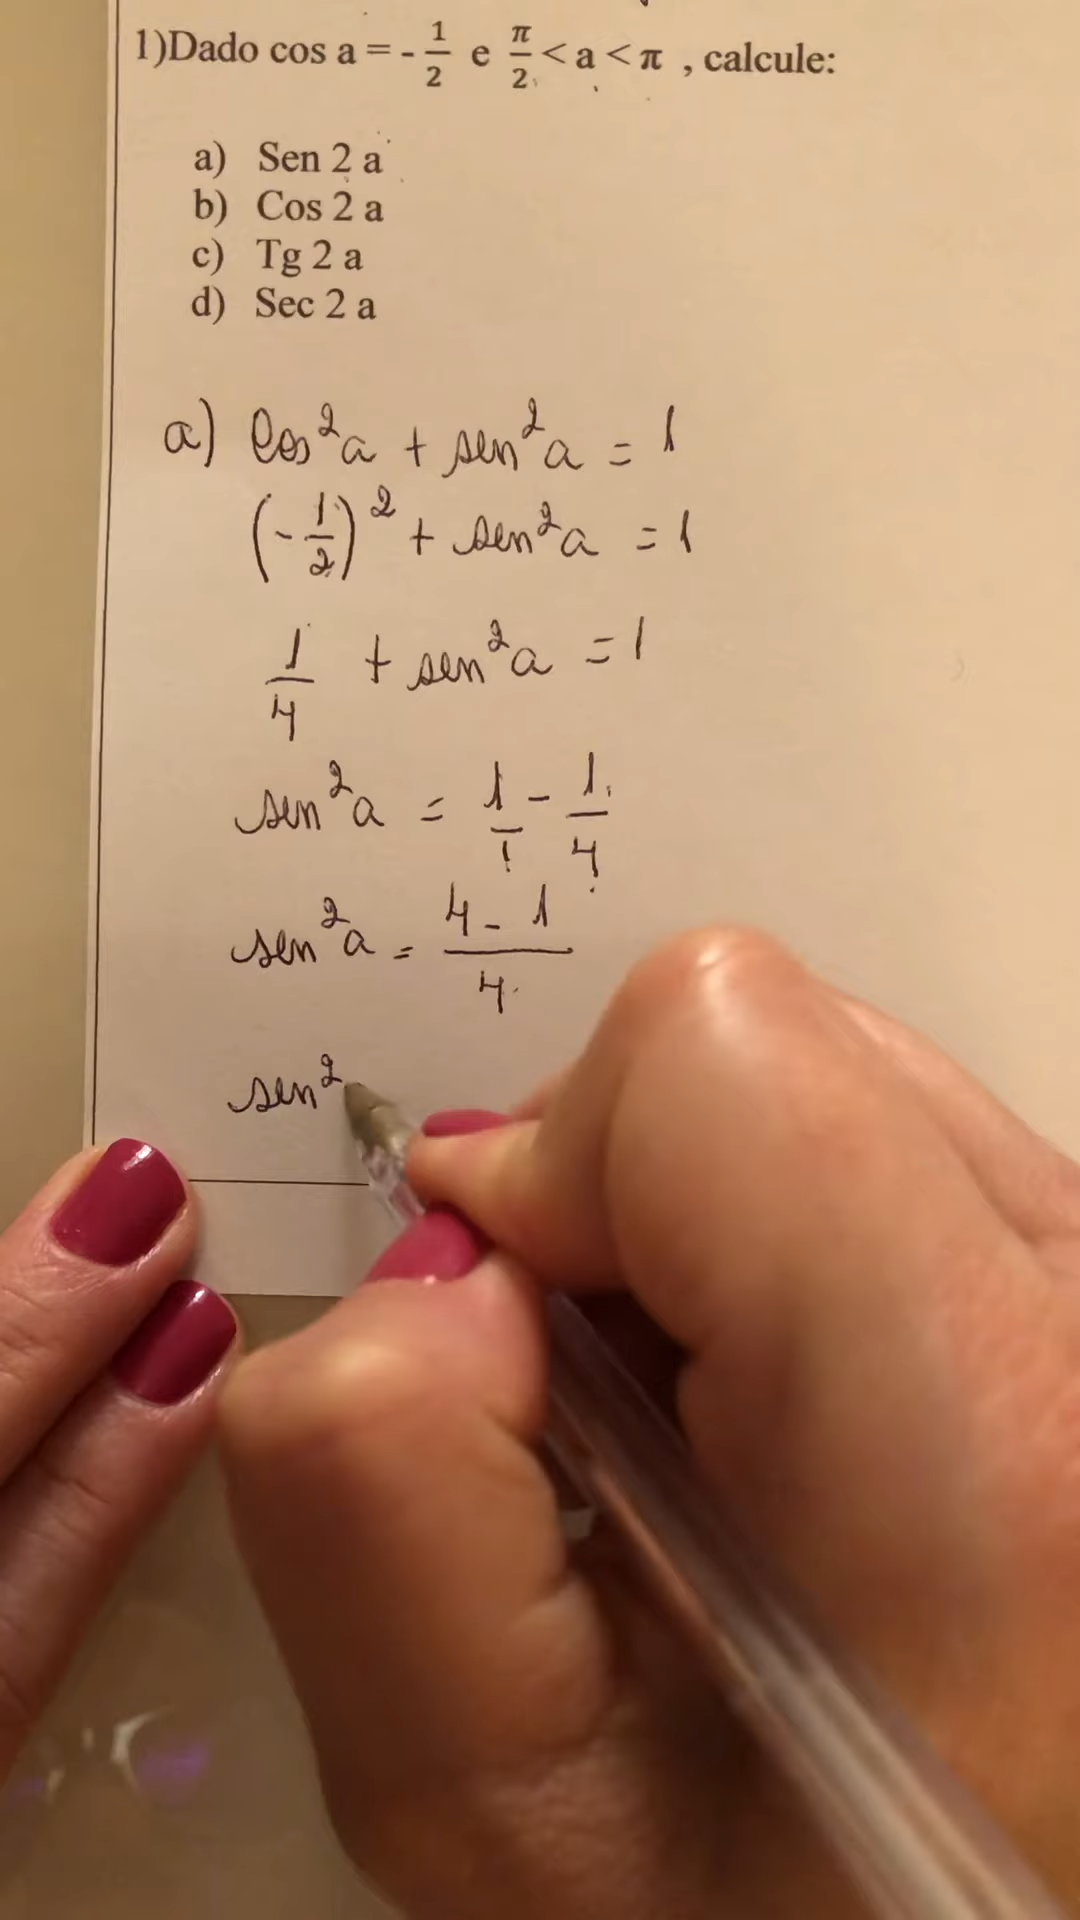 1)Dado cos a = - 1/2 e π/2 < a < π , calcule:
a) Sen 2 a
b) Cos 2 a
c) Tg 2 a
d) Sec 2 a
a) Cos²a + sen²a = 1
(-1/2)² + sen²a = 1
1/4 + sen²a = 1
sen²a = 1/1 - 1/4
sen²a = 4 - 1/4
sen²